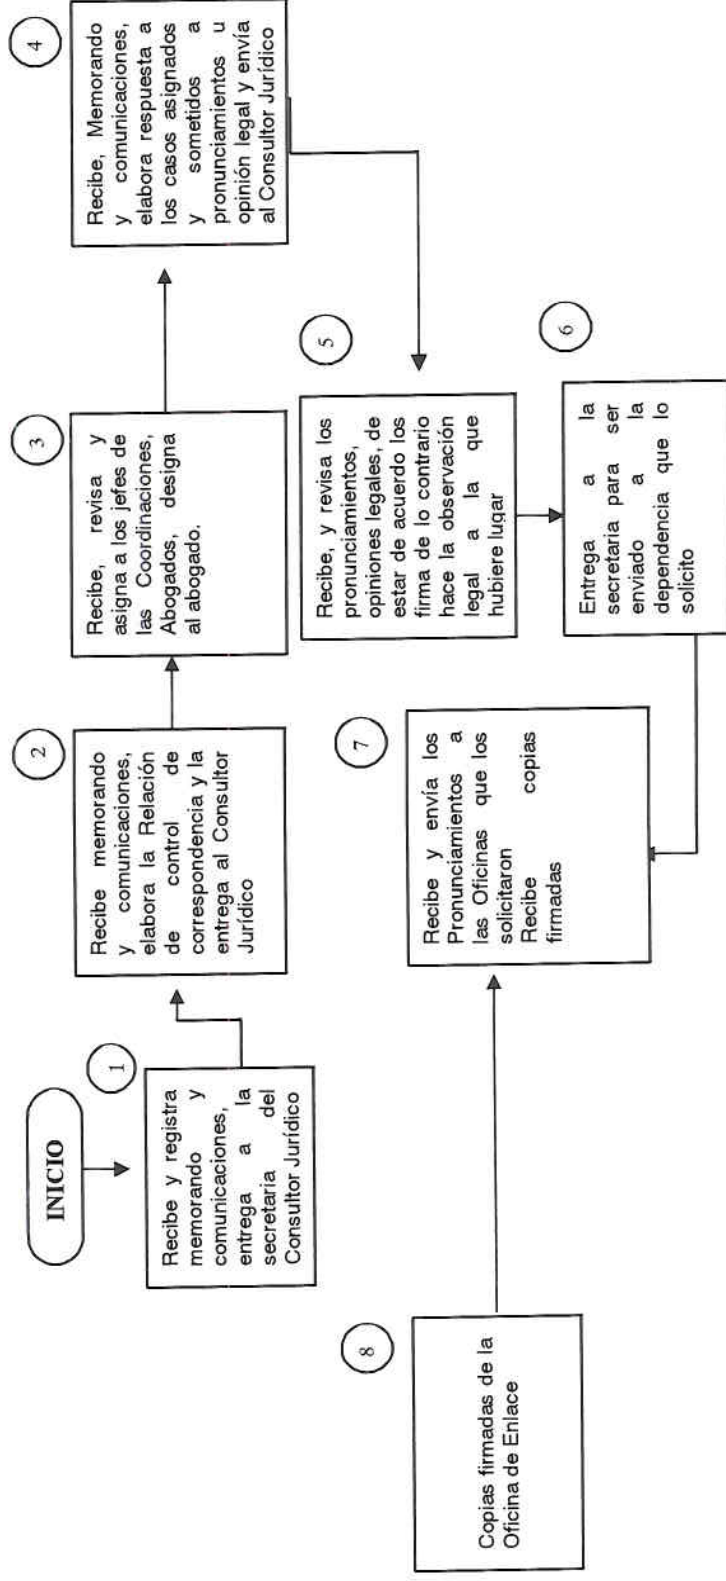 INICIO
1
Recibe y registra
memorando y
comunicaciones,
entrega a la
secretaria del
Consultor Jurídico
2
Recibe memorando
y comunicaciones,
elabora la Relación
de control de
correspondencia y la
entrega al Consultor
Jurídico
3
Recibe, revisa y
asigna a los jefes de
las Coordinaciones,
Abogados, designa
al abogado.
4
Recibe, Memorando
y comunicaciones,
elabora respuesta a
los casos asignados
y sometidos a
pronunciamientos u
opinión legal y envía
al Consultor Jurídico
5
Recibe, y revisa los
pronunciamientos,
opiniones legales, de
estar de acuerdo los
firma de lo contrario
hace la observación
legal a la que
hubiere lugar
6
Entrega a la
secretaria para ser
enviado a la
dependencia que lo
solicito
7
Recibe y envía los
Pronunciamientos a
las Oficinas que los
solicitaron
Recibe copias
firmadas
8
Copias firmadas de la
Oficina de Enlace